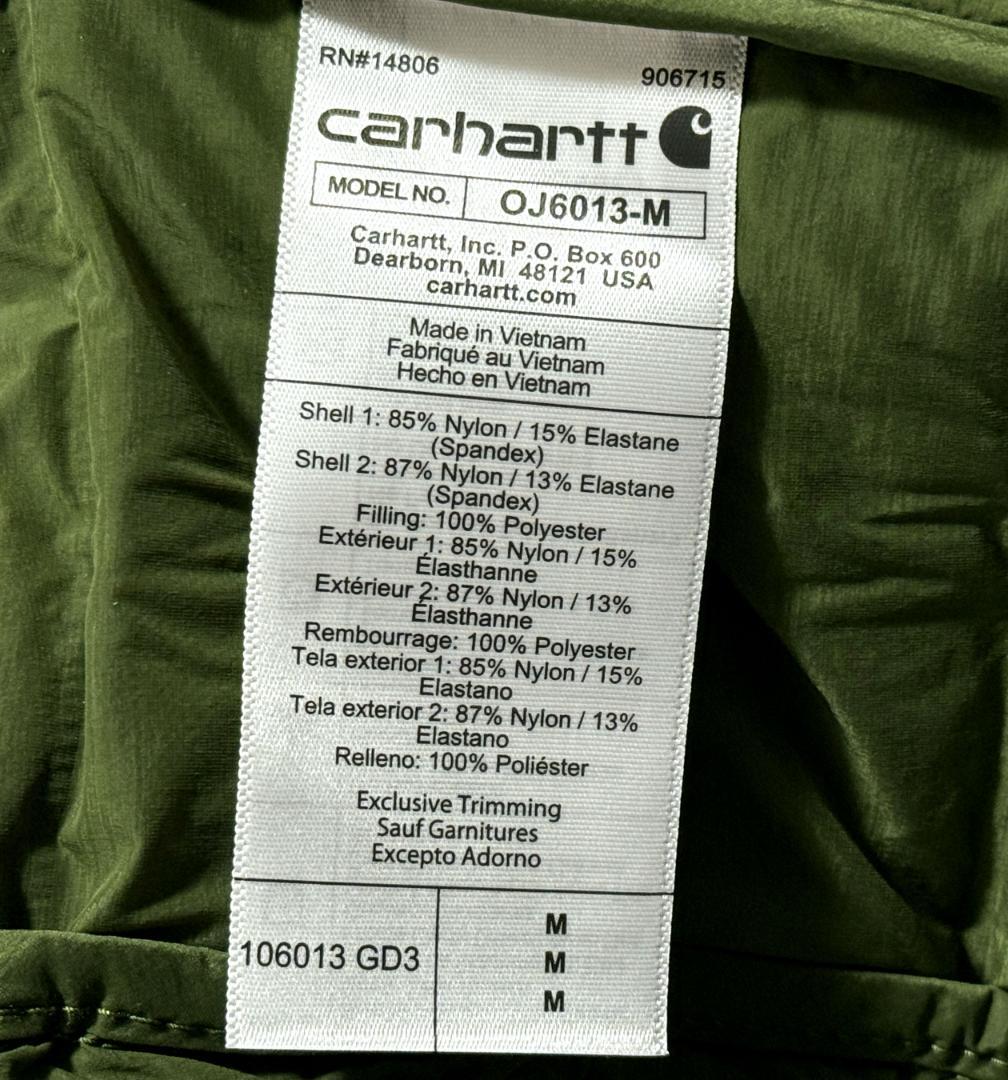 RN#14806 906715
carhartt
MODEL NO. OJ6013-M
Carhartt, Inc. P.O. Box 600
Dearborn, MI 48121 USA
carhartt.com
Made in Vietnam
Fabriqué au Vietnam
Hecho en Vietnam
Shell 1: 85% Nylon / 15% Elastane
(Spandex)
Shell 2: 87% Nylon / 13% Elastane
(Spandex)
Filling: 100% Polyester
Extérieur 1: 85% Nylon / 15%
Élasthanne
Extérieur 2: 87% Nylon / 13%
Élasthanne
Rembourrage: 100% Polyester
Tela exterior 1: 85% Nylon / 15%
Elastano
Tela exterior 2: 87% Nylon / 13%
Elastano
Relleno: 100% Poliéster
Exclusive Trimming
Sauf Garnitures
Excepto Adorno
106013 GD3
M
M
M